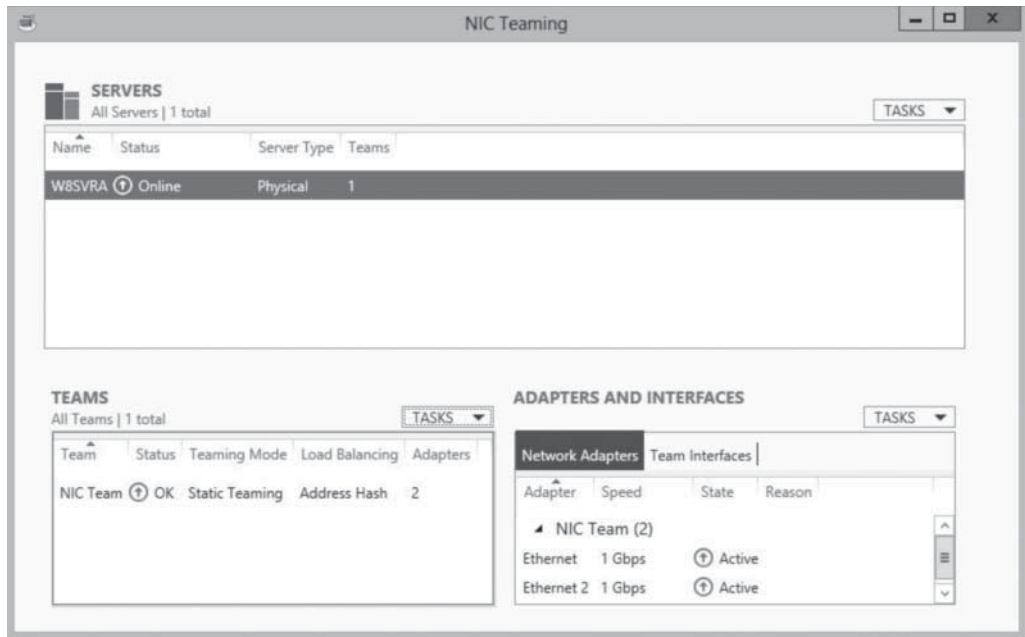 NIC Teaming
SERVERS
All Servers | 1 total
TASKS
Name Status Server Type Teams
W8SVRA Online Physical 1
TEAMS
All Teams | 1 total
TASKS
Team Status Teaming Mode Load Balancing Adapters
NIC Team OK Static Teaming Address Hash 2
ADAPTERS AND INTERFACES
TASKS
Network Adapters Team Interfaces
Adapter Speed State Reason
NIC Team (2)
Ethernet 1 Gbps Active
Ethernet 2 1 Gbps Active